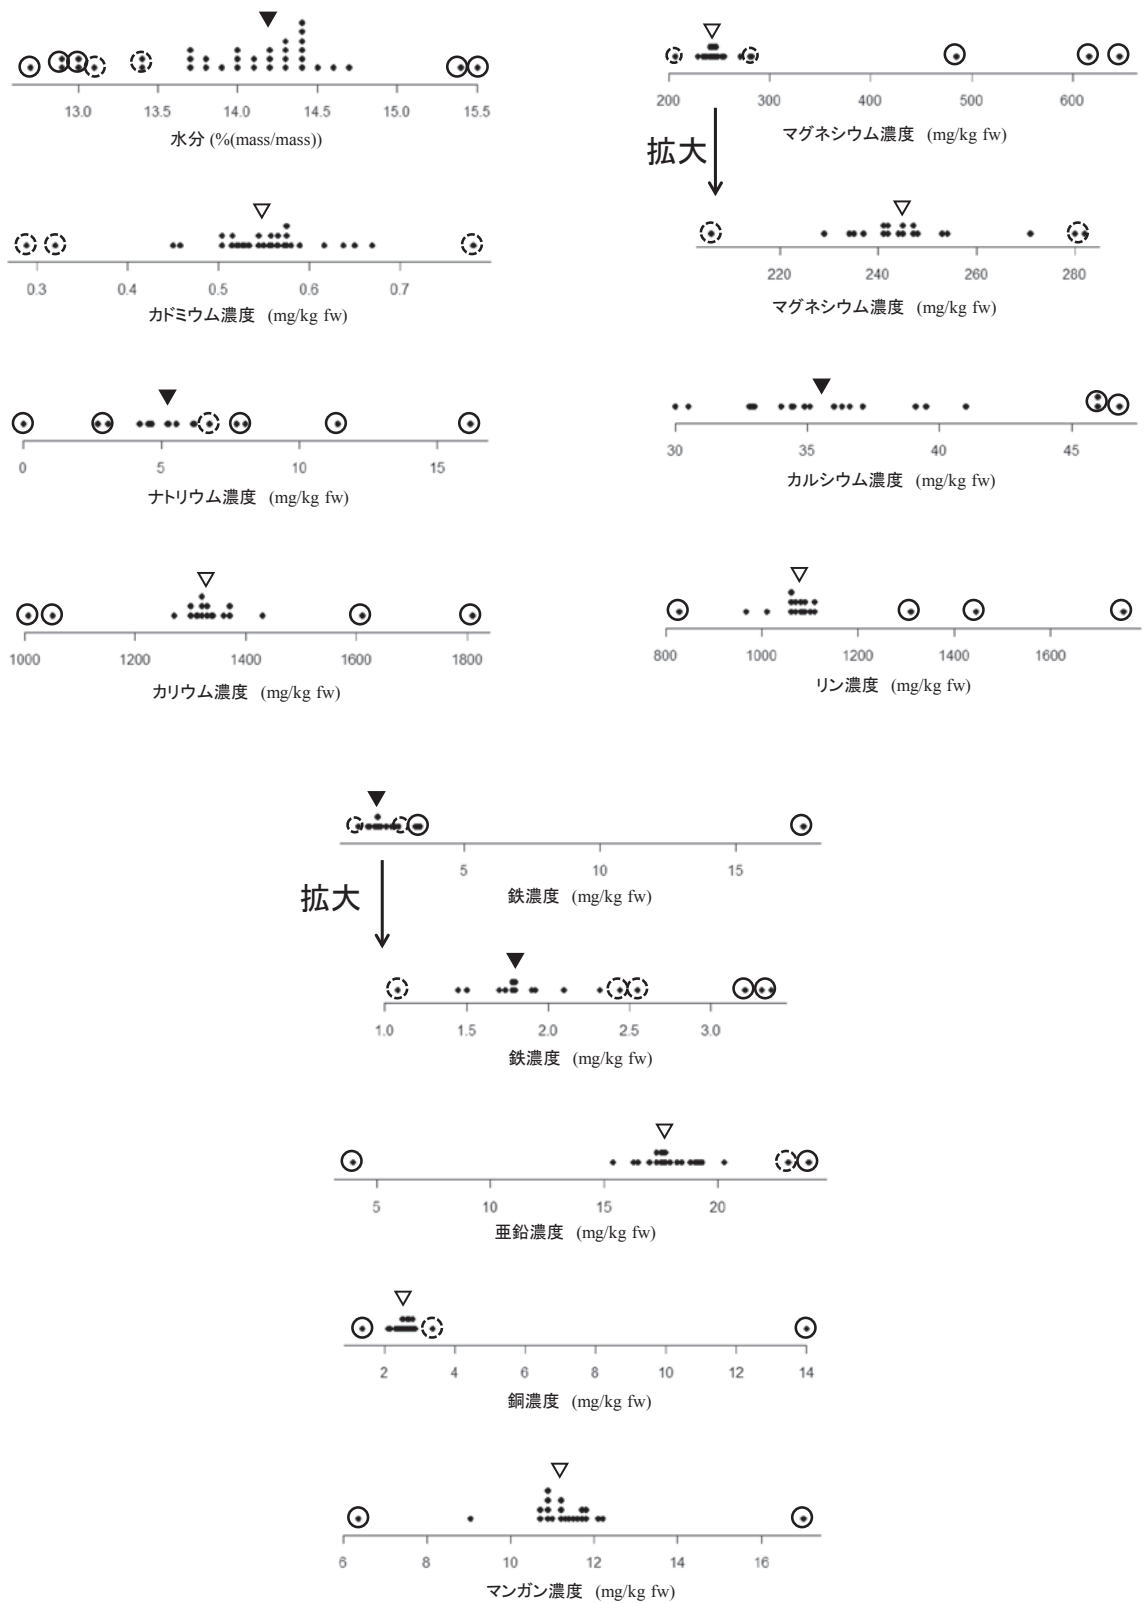 13.0 13.5 14.0 14.5 15.0 15.5
水分 (%(mass/mass))
200 300 400 500 600
マグネシウム濃度 (mg/kg fw)
拡大
220 240 260 280
マグネシウム濃度 (mg/kg fw)
0.3 0.4 0.5 0.6 0.7
カドミウム濃度 (mg/kg fw)
0 5 10 15
ナトリウム濃度 (mg/kg fw)
30 35 40 45
カルシウム濃度 (mg/kg fw)
1000 1200 1400 1600 1800
カリウム濃度 (mg/kg fw)
800 1000 1200 1400 1600
リン濃度 (mg/kg fw)
5 10 15
鉄濃度 (mg/kg fw)
拡大
1.0 1.5 2.0 2.5 3.0
鉄濃度 (mg/kg fw)
5 10 15 20
亜鉛濃度 (mg/kg fw)
2 4 6 8 10 12 14
銅濃度 (mg/kg fw)
6 8 10 12 14 16
マンガン濃度 (mg/kg fw)